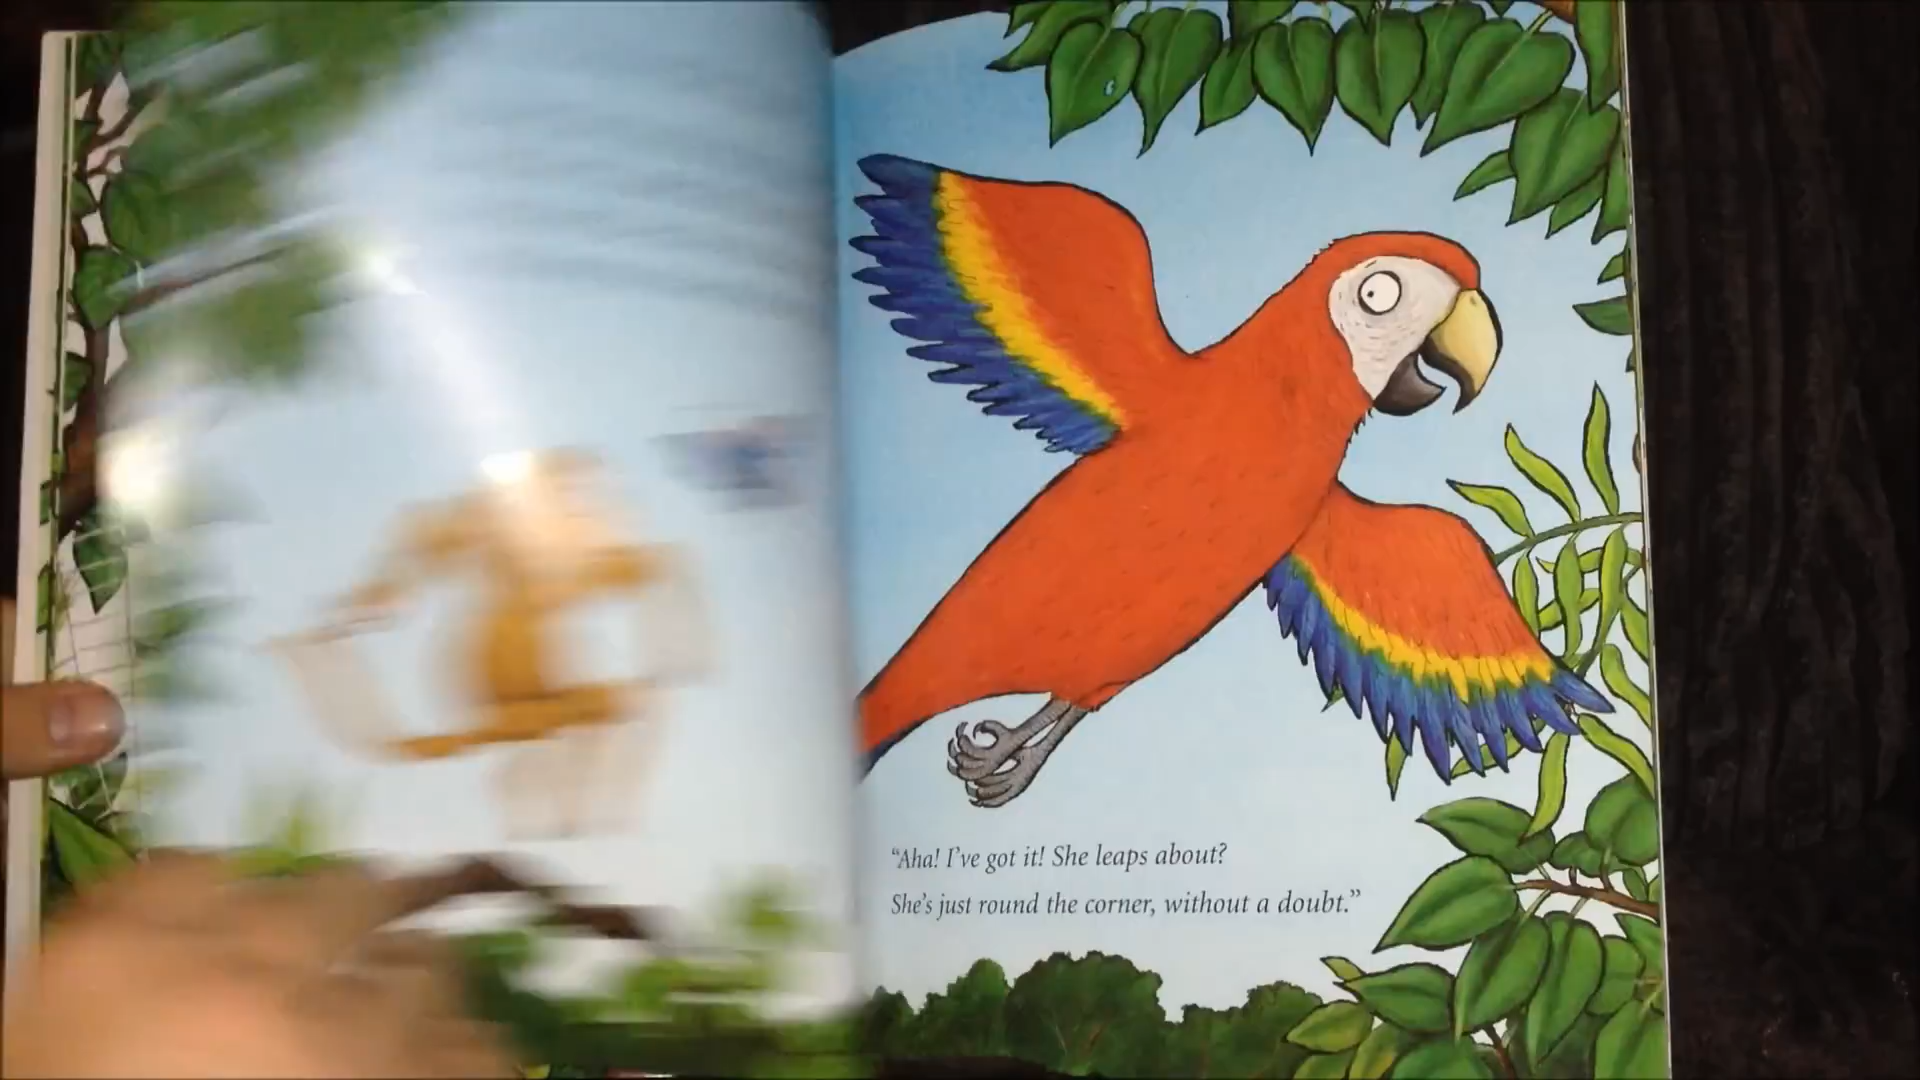 “Aha! I’ve got it! She leaps about?
She’s just round the corner, without a doubt.”